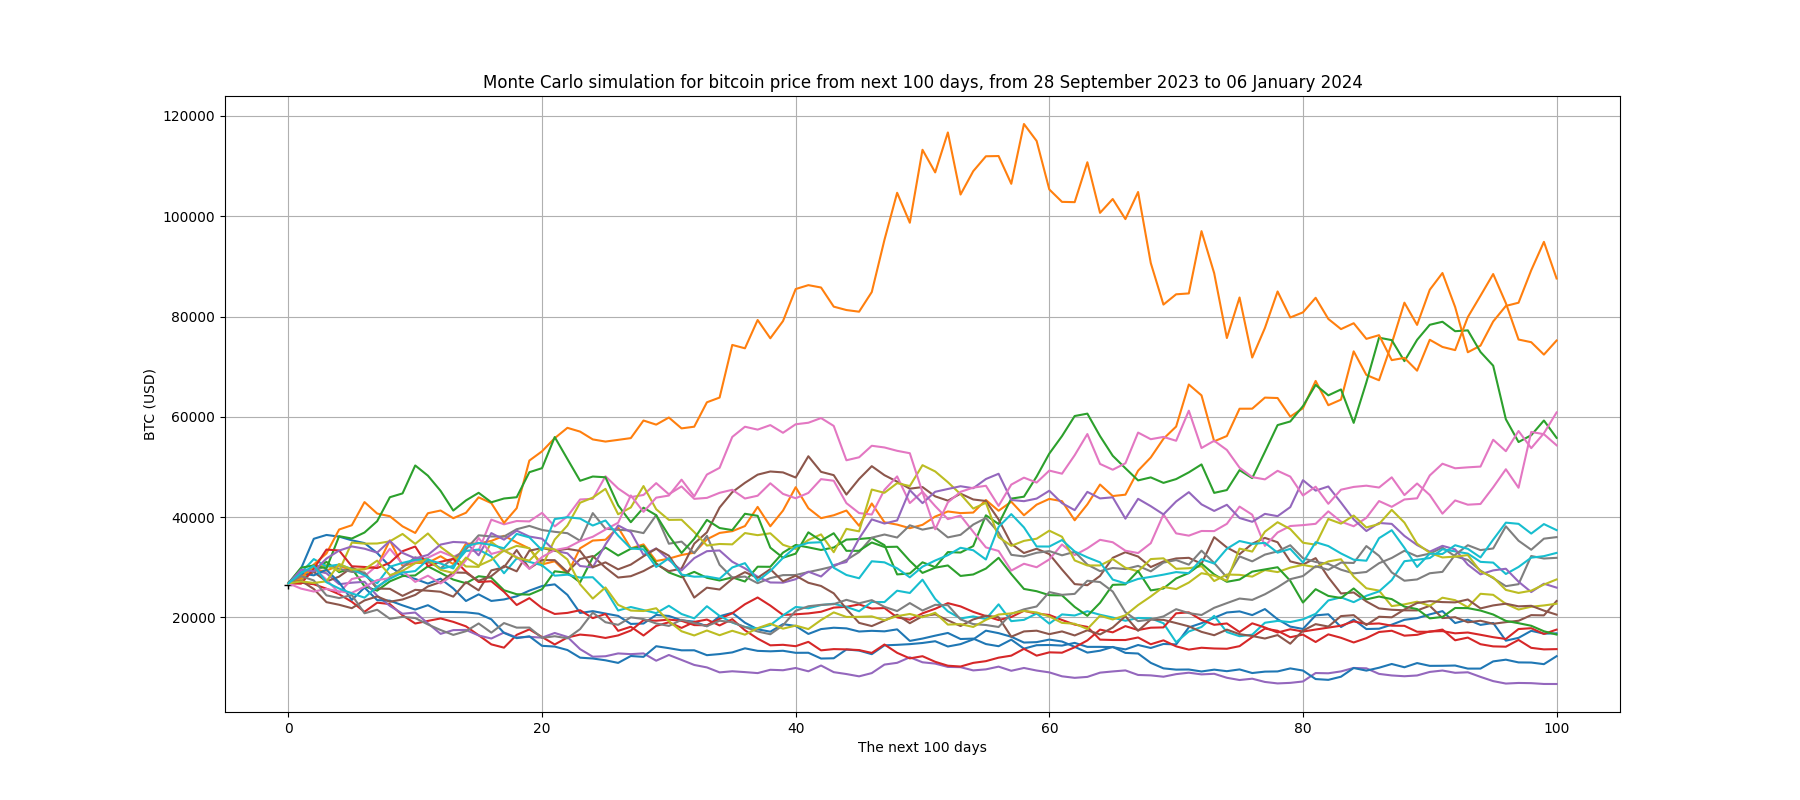 Monte Carlo simulation for bitcoin price from next 100 days, from 28 September 2023 to 06 January 2024
120000
100000
80000
60000
40000
20000
BTC (USD)
0 20 40 60 80 100
The next 100 days